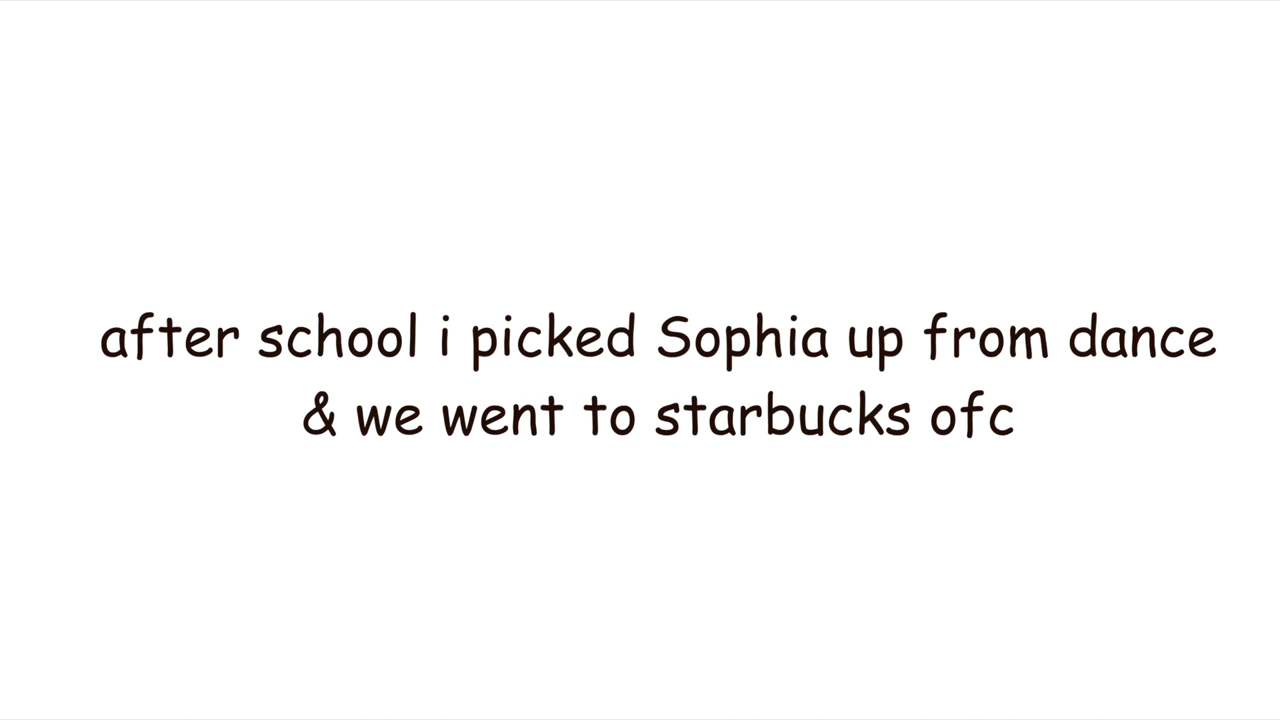 after school i picked Sophia up from dance
& we went to starbucks ofc